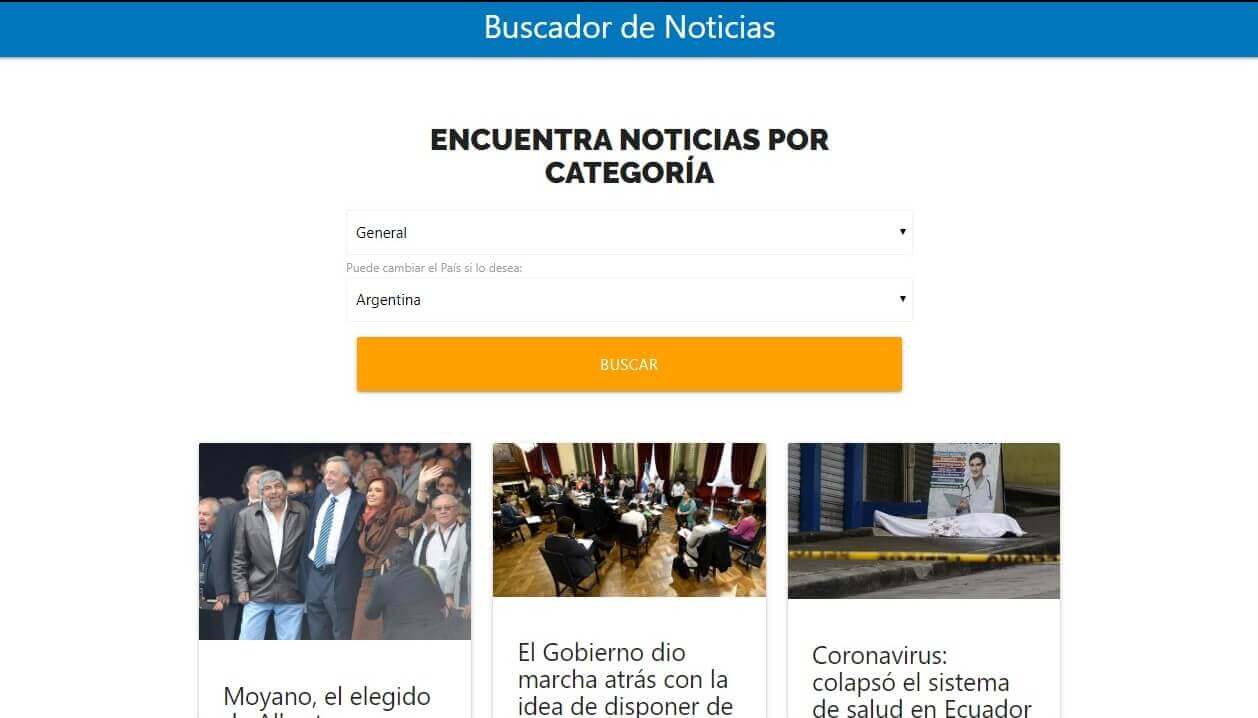 Buscador de Noticias
ENCUENTRA NOTICIAS POR
CATEGORÍA
General
Puede cambiar el País si lo desea:
Argentina
BUSCAR
Moyano, el elegido
El Gobierno dio
marcha atrás con la
idea de disponer de
Coronavirus:
colapsó el sistema
de salud en Ecuador